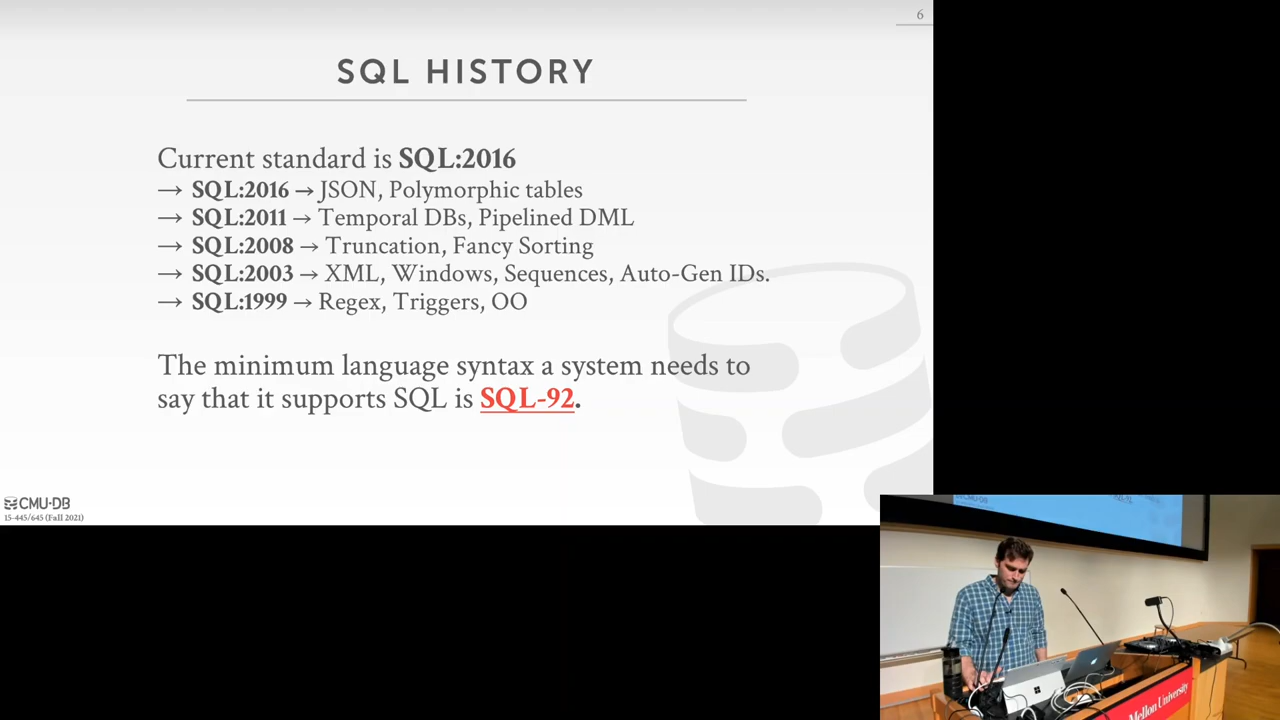 6
SQL HISTORY
Current standard is SQL:2016
→ SQL:2016 → JSON, Polymorphic tables
→ SQL:2011 → Temporal DBs, Pipelined DML
→ SQL:2008 → Truncation, Fancy Sorting
→ SQL:2003 → XML, Windows, Sequences, Auto-Gen IDs.
→ SQL:1999 → Regex, Triggers, OO
The minimum language syntax a system needs to
say that it supports SQL is SQL-92.
CMU·DB
15-445/645 (Fall 2021)
Mellon University